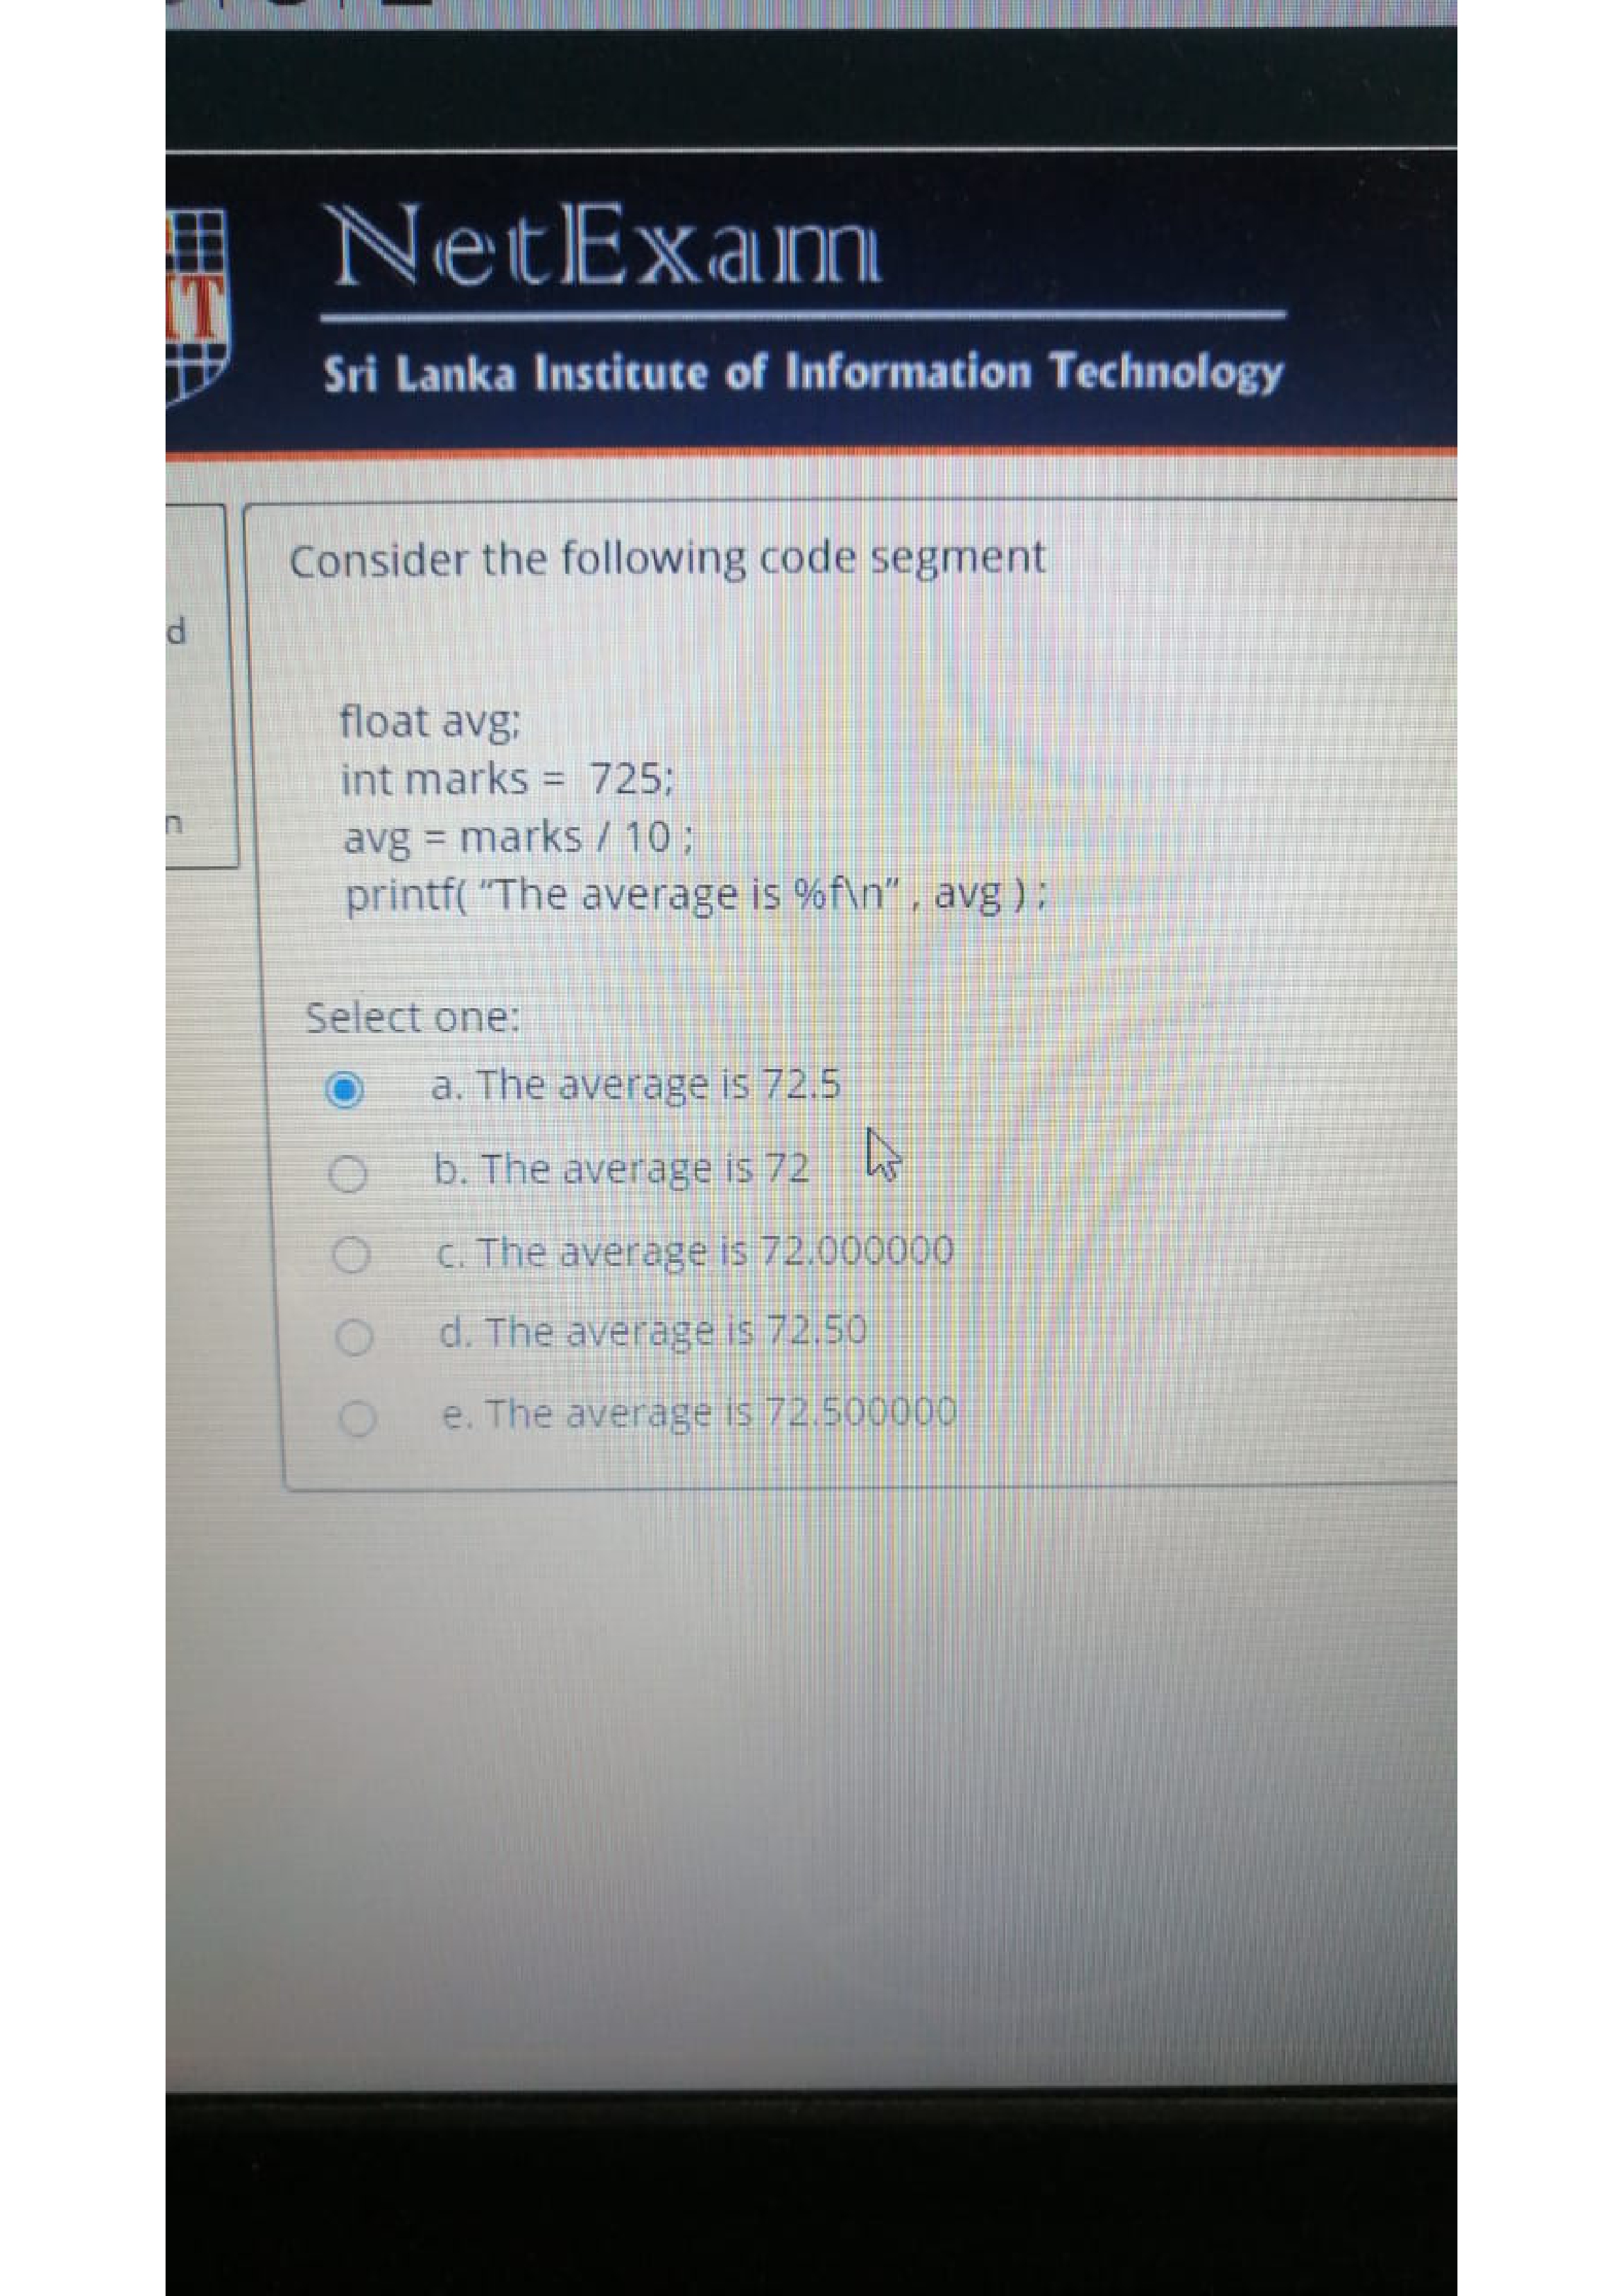 IT
NetExam
Sri Lanka Institute of Information Technology
d
n
Consider the following code segment
float avg;
int marks = 725;
avg = marks / 10 ;
printf( “The average is %f\n” , avg ) ;
Select one:
a. The average is 72.5
b. The average is 72
c. The average is 72.000000
d. The average is 72.50
e. The average is 72.500000